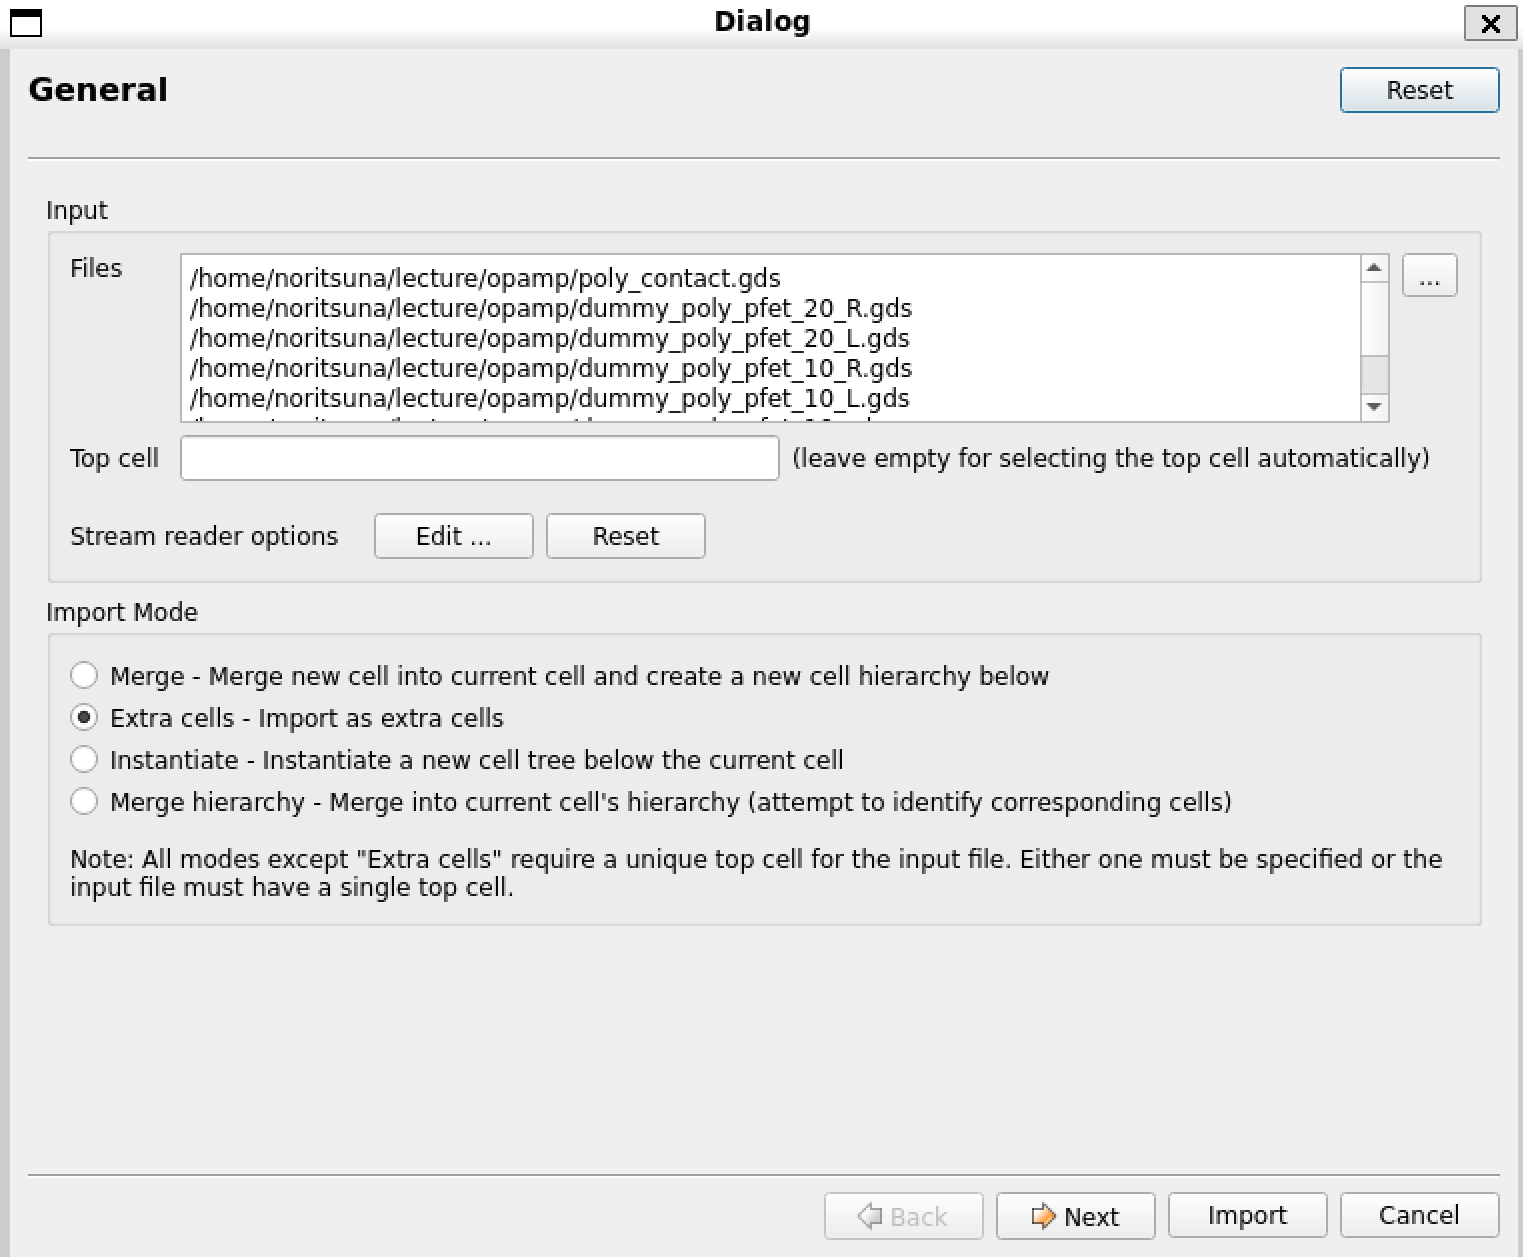 Dialog
General
Reset
Input
Files
/home/noritsuna/lecture/opamp/poly_contact.gds
/home/noritsuna/lecture/opamp/dummy_poly_pfet_20_R.gds
/home/noritsuna/lecture/opamp/dummy_poly_pfet_20_L.gds
/home/noritsuna/lecture/opamp/dummy_poly_pfet_10_R.gds
/home/noritsuna/lecture/opamp/dummy_poly_pfet_10_L.gds
...
Top cell
(leave empty for selecting the top cell automatically)
Stream reader options
Edit ...
Reset
Import Mode
Merge - Merge new cell into current cell and create a new cell hierarchy below
Extra cells - Import as extra cells
Instantiate - Instantiate a new cell tree below the current cell
Merge hierarchy - Merge into current cell's hierarchy (attempt to identify corresponding cells)
Note: All modes except "Extra cells" require a unique top cell for the input file. Either one must be specified or the
input file must have a single top cell.
Back
Next
Import
Cancel